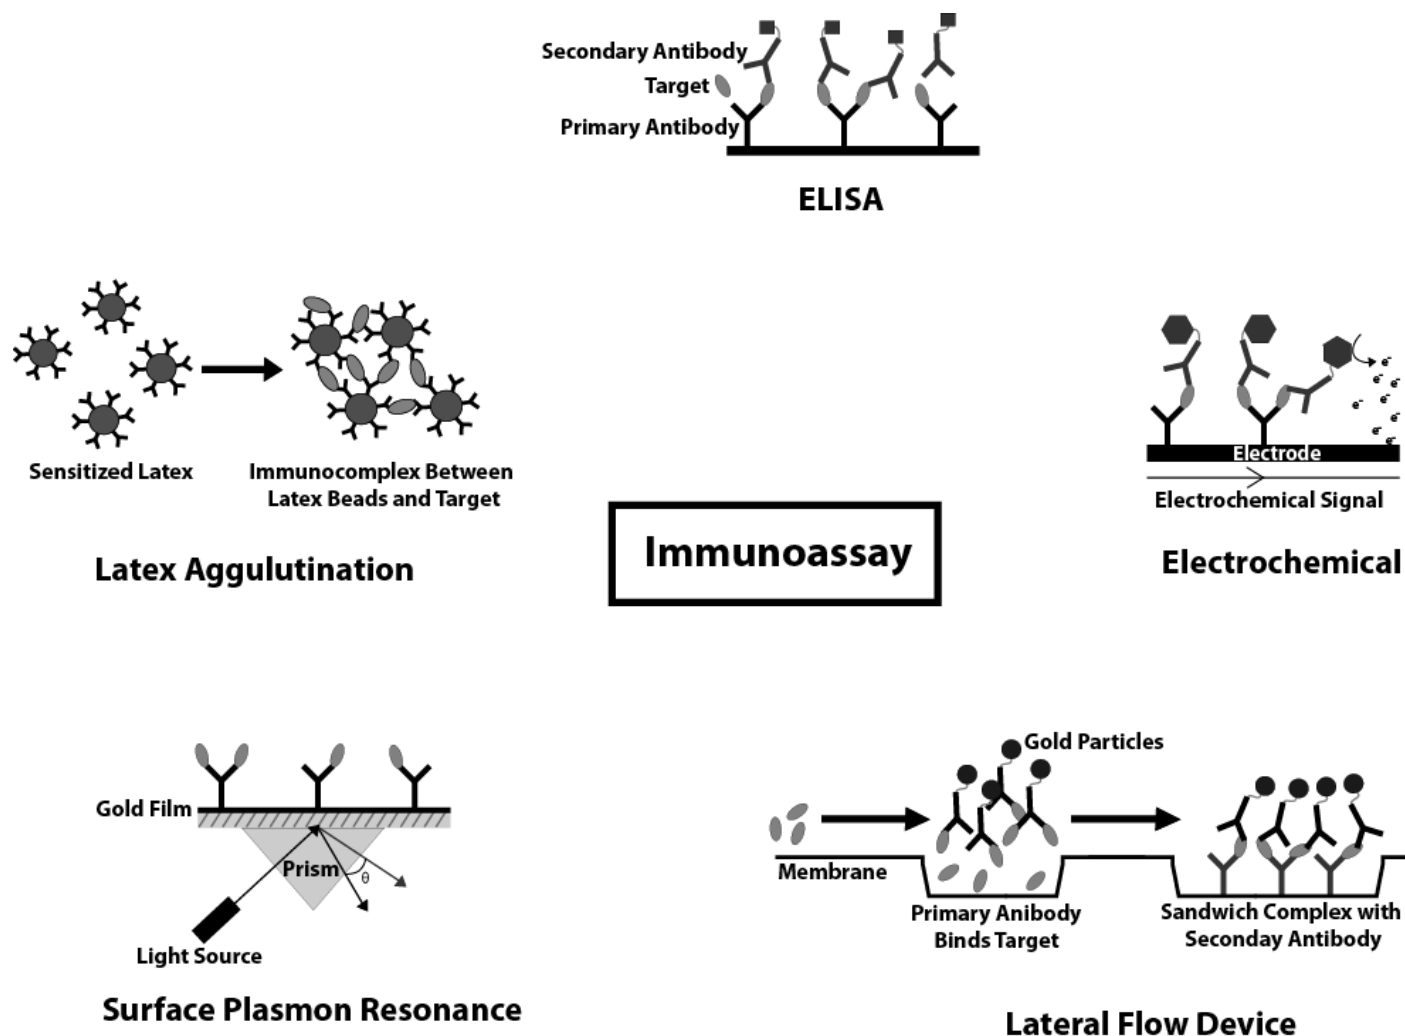 Secondary Antibody
Target
Primary Antibody
ELISA
Sensitized Latex
Immunocomplex Between
Latex Beads and Target
Latex Aggulutination
Immunoassay
e-
e-
e-
e-
e-
e-
e-
e-
Electrode
Electrochemical Signal
Electrochemical
Gold Film
Prism
θ
Light Source
Surface Plasmon Resonance
Gold Particles
Membrane
Primary Anibody
Binds Target
Sandwich Complex with
Seconday Antibody
Lateral Flow Device